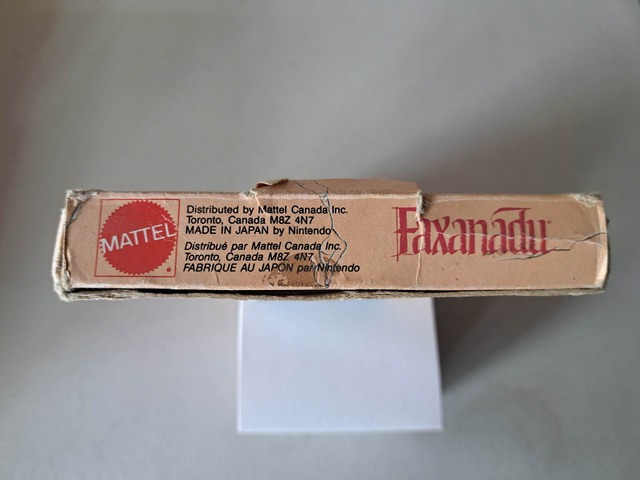 MATTEL
Distributed by Mattel Canada Inc.
Toronto, Canada M8Z 4N7
MADE IN JAPAN by Nintendo
Distribué par Mattel Canada Inc.
Toronto, Canada M8Z 4N7
FABRIQUE AU JAPON par Nintendo
Faxanadu